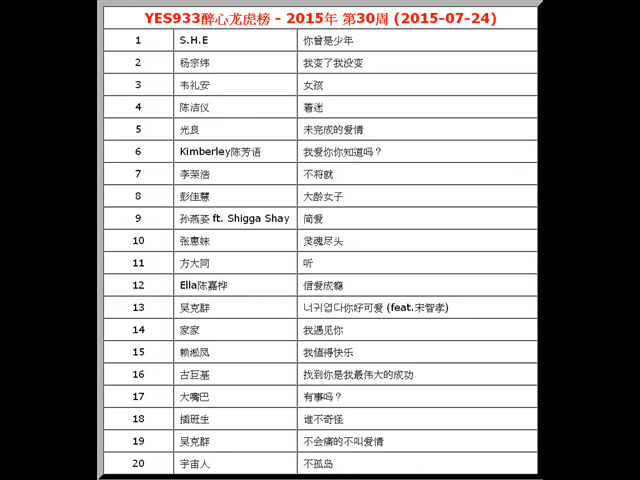 YES933醉心龙虎榜 - 2015年 第30周 (2015-07-24)
1 S.H.E 你曾是少年
2 杨宗纬 我变了我没变
3 韦礼安 女孩
4 陈洁仪 着迷
5 光良 未完成的爱情
6 Kimberley陈芳语 我爱你你知道吗？
7 李荣浩 不将就
8 彭佳慧 大龄女子
9 孙燕姿 ft. Shigga Shay 简爱
10 张惠妹 灵魂尽头
11 方大同 听
12 Ella陈嘉桦 信爱成瘾
13 吴克群 너귀엽다你好可爱 (feat.宋智孝)
14 家家 我遇见你
15 赖淞凤 我值得快乐
16 古巨基 找到你是我最伟大的成功
17 大嘴巴 有事吗？
18 插班生 谁不奇怪
19 吴克群 不会痛的不叫爱情
20 宇宙人 不孤岛